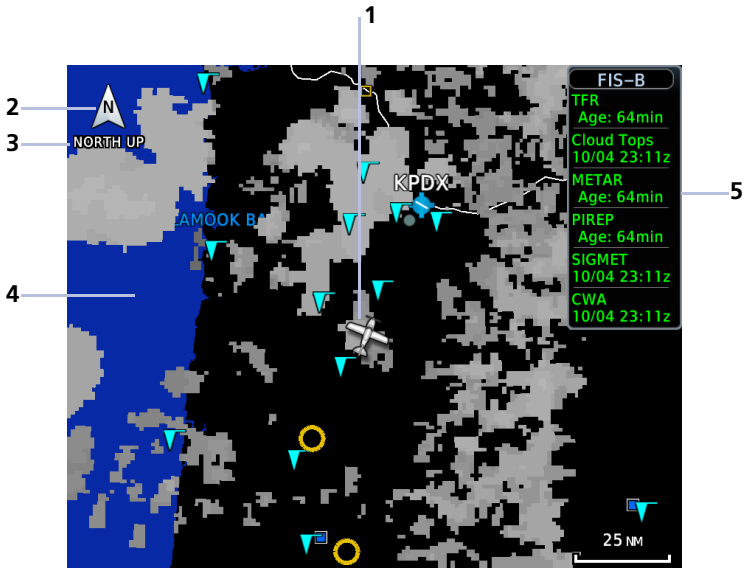 1
2
N
3
NORTH UP
4
LAMOOK BA
KPDX
FIS-B
TFR
Age: 64min
Cloud Tops
10/04 23:11z
METAR
Age: 64min
PIREP
Age: 64min
SIGMET
10/04 23:11z
CWA
10/04 23:11z
5
25 NM